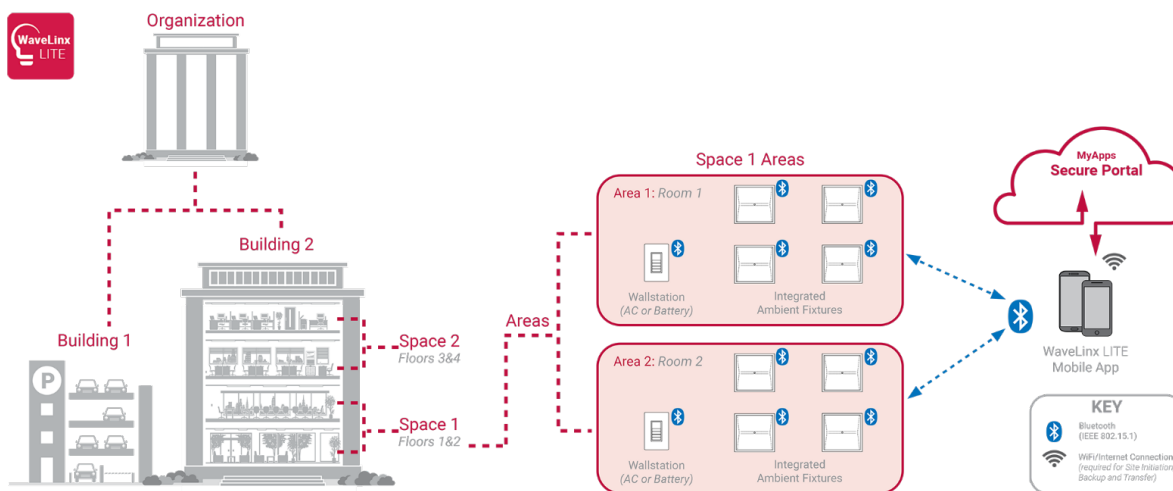 WaveLinx
LITE
Organization
Building 2
Building 1
P
Space 2
Floors 3&4
Space 1
Floors 1&2
Areas
Space 1 Areas
Area 1: Room 1
Wallstation
(AC or Battery)
Integrated
Ambient Fixtures
Area 2: Room 2
Wallstation
(AC or Battery)
Integrated
Ambient Fixtures
MyApps
Secure Portal
WaveLinx LITE
Mobile App
KEY
Bluetooth
(IEEE 802.15.1)
WiFi/Internet Connection
(required for Site Initiation,
Backup and Transfer)